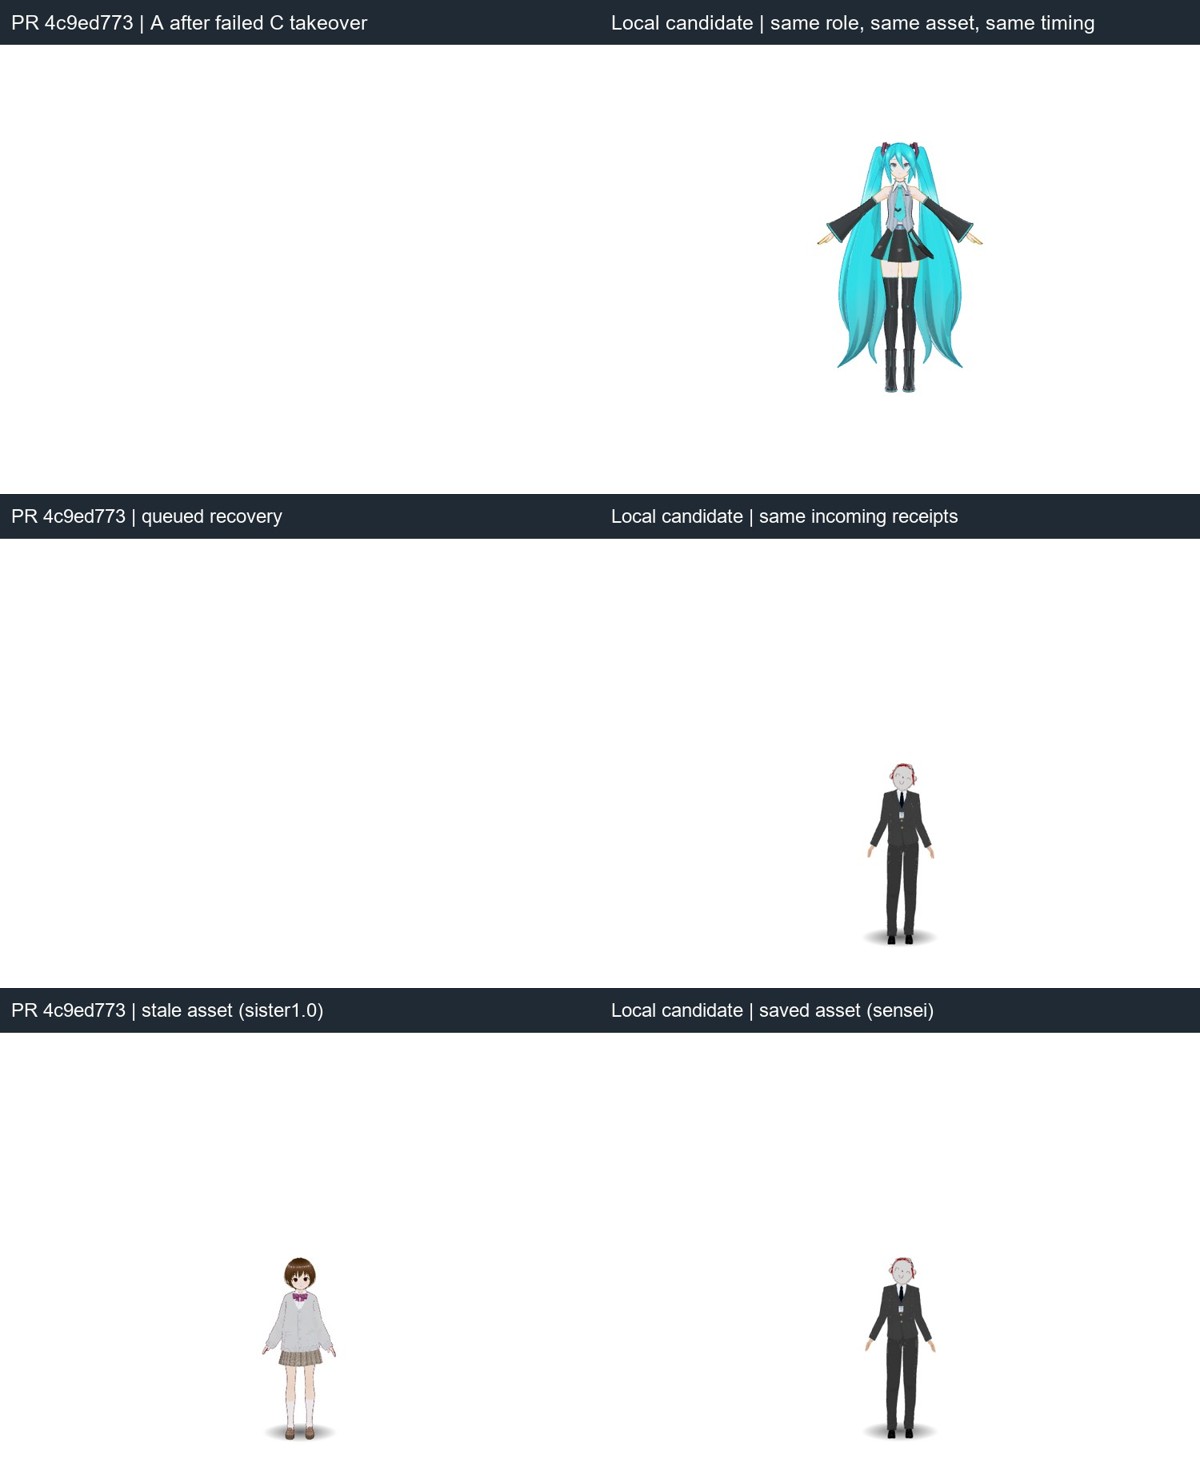 PR 4c9ed773 | A after failed C takeover
Local candidate | same role, same asset, same timing
PR 4c9ed773 | queued recovery
Local candidate | same incoming receipts
PR 4c9ed773 | stale asset (sister1.0)
Local candidate | saved asset (sensei)